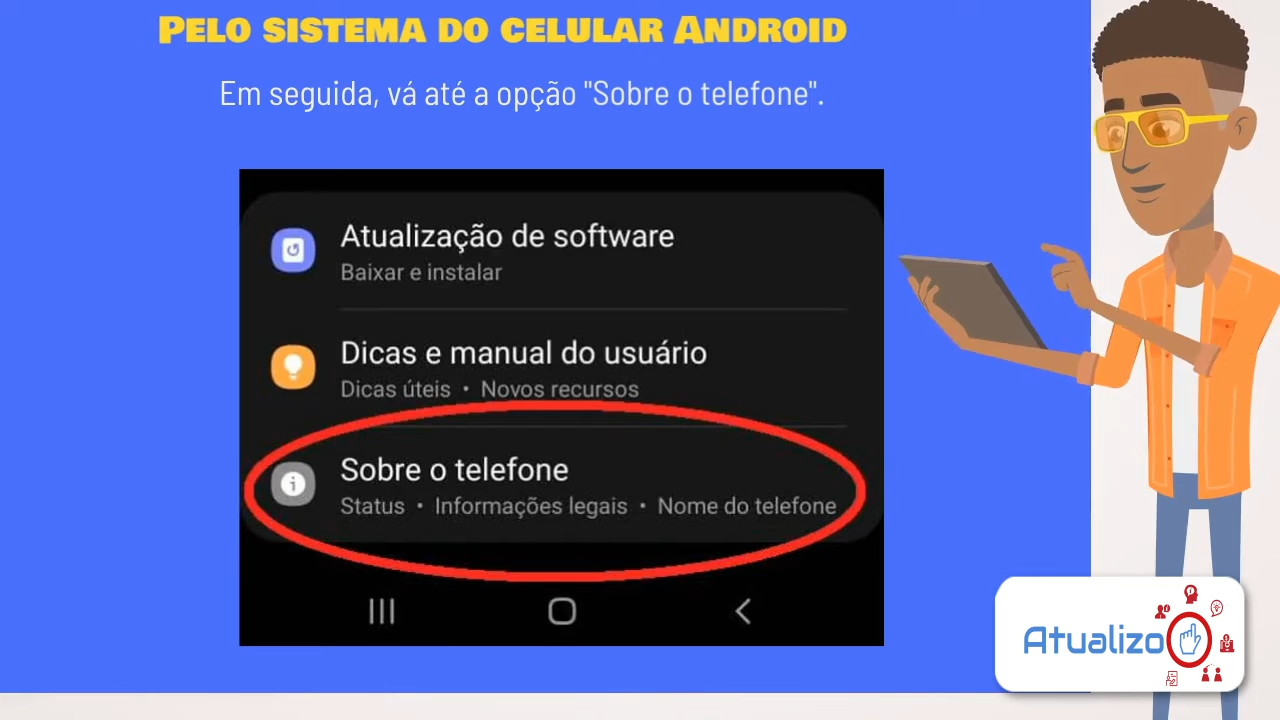 Pelo sistema do celular Android
Em seguida, vá até a opção "Sobre o telefone".
Atualização de software
Baixar e instalar
Dicas e manual do usuário
Dicas úteis • Novos recursos
Sobre o telefone
Status • Informações legais • Nome do telefone
Atualizo